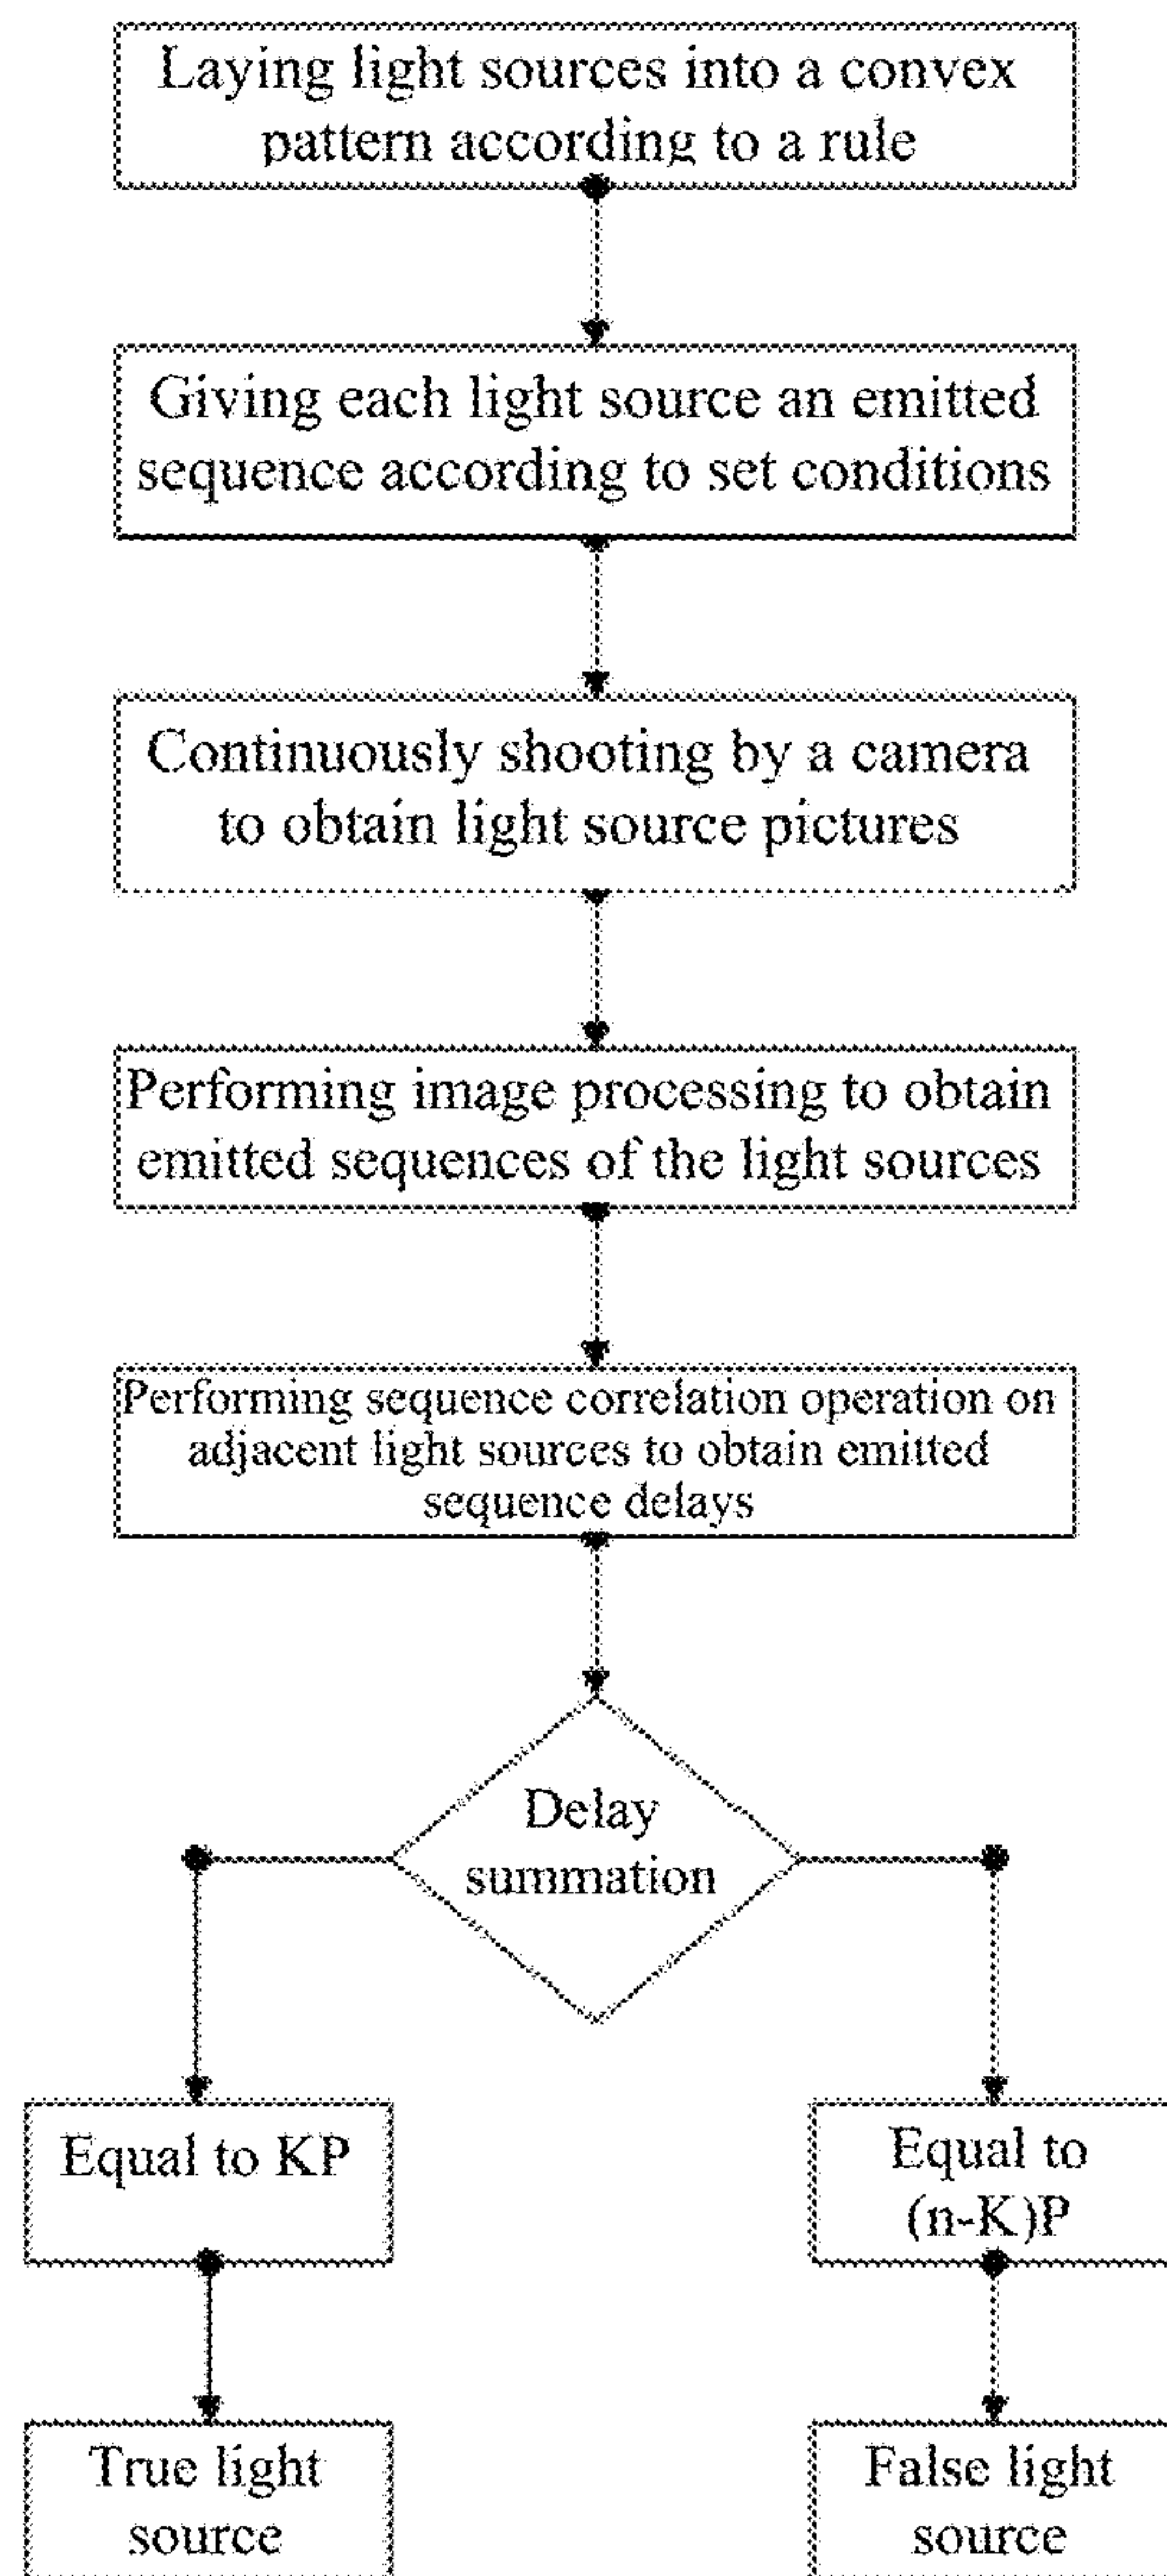 Laying light sources into a convex
pattern according to a rule
Giving each light source an emitted
sequence according to set conditions
Continuously shooting by a camera
to obtain light source pictures
Performing image processing to obtain
emitted sequences of the light sources
Performing sequence correlation operation on
adjacent light sources to obtain emitted
sequence delays
Delay
summation
Equal to KP
Equal to
(n-K)P
True light
source
False light
source